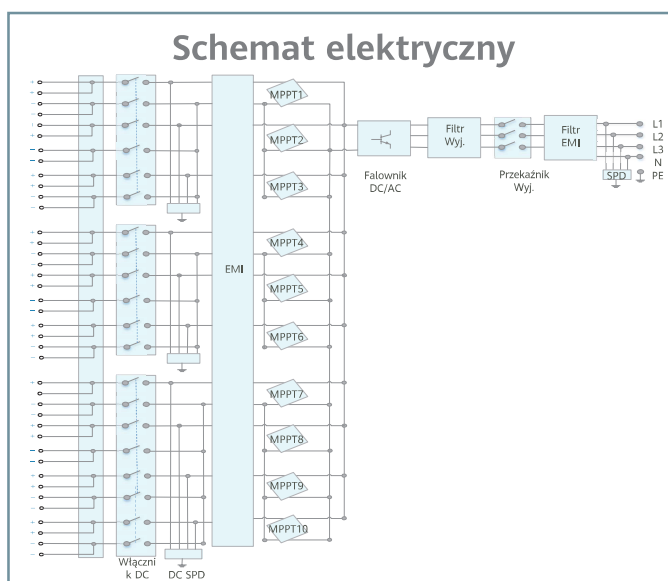 Schemat elektryczny
MPPT1
MPPT2
MPPT3
MPPT4
MPPT5
MPPT6
MPPT7
MPPT8
MPPT9
MPPT10
EMI
Falownik
DC/AC
Filtr
Wyj.
Przekaźnik
Wyj.
Filtr
EMI
SPD
L1
L2
L3
N
PE
Włączni
k DC
DC SPD